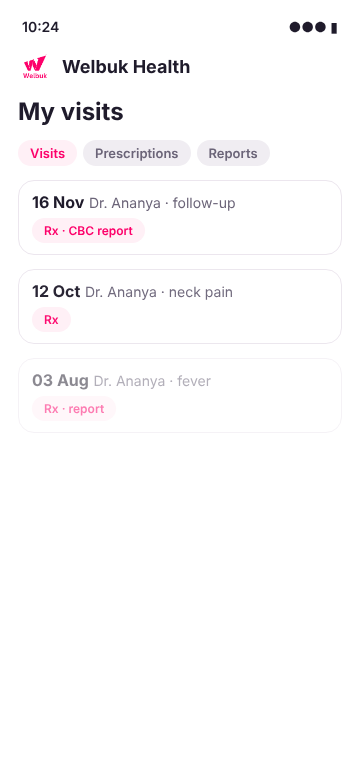 10:24
Welbuk
Welbuk Health
My visits
Visits Prescriptions Reports
16 Nov Dr. Ananya · follow-up
Rx · CBC report
12 Oct Dr. Ananya · neck pain
Rx
03 Aug Dr. Ananya · fever
Rx · report